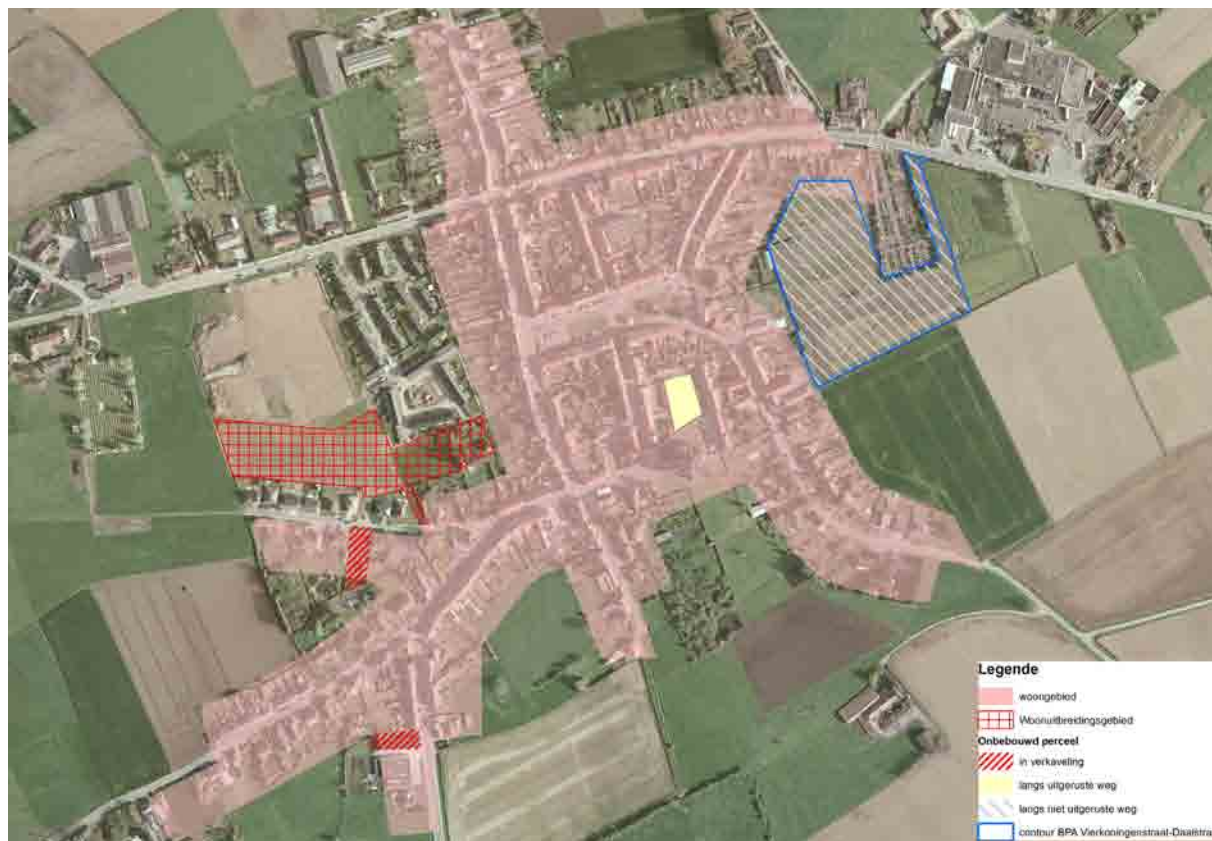 Legende
woongebied
Woonuitbreidingsgebied
Onbebouwd perceel
in verkaveling
langs uitgeruste weg
langs niet uitgeruste weg
contour BPA Vierkoningenstraat-Daalstra